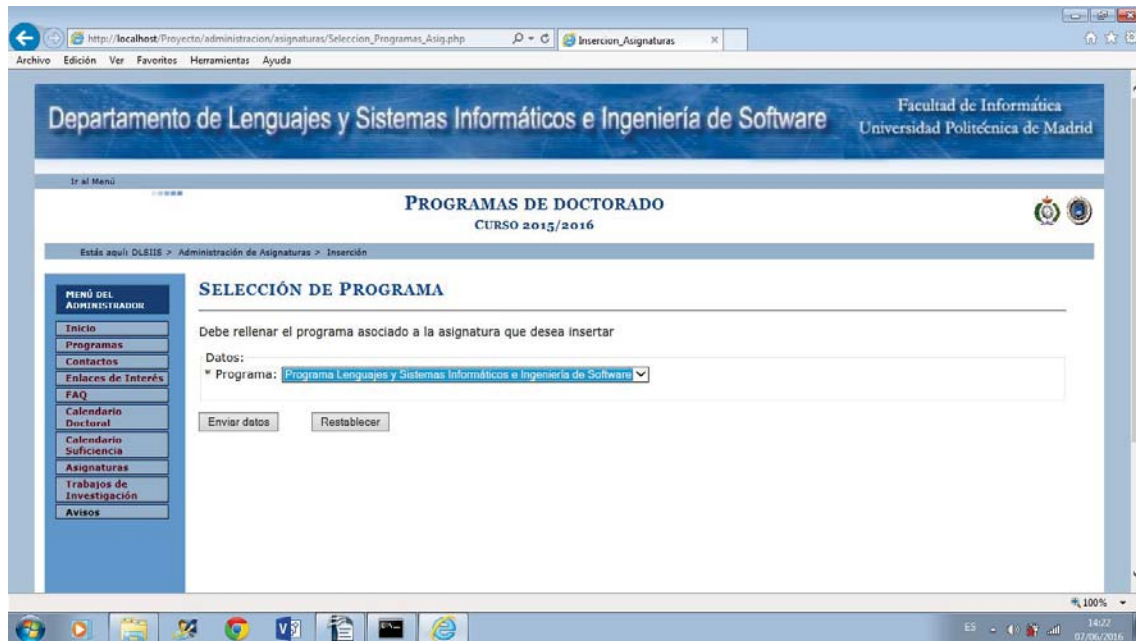 http://localhost/Proyecto/administracion/asignaturas/Seleccion_Programas_Asig.php
Insercion_Asignaturas
Archivo Edición Ver Favoritos Herramientas Ayuda
Departamento de Lenguajes y Sistemas Informáticos e Ingeniería de Software
Facultad de Informática
Universidad Politécnica de Madrid
Ir al Menú
PROGRAMAS DE DOCTORADO
CURSO 2015/2016
Estás aquí: DLSIIS > Administración de Asignaturas > Inserción
MENÚ DEL
ADMINISTRADOR
Inicio
Programas
Contactos
Enlaces de Interés
FAQ
Calendario
Doctoral
Calendario
Suficiencia
Asignaturas
Trabajos de
Investigación
Avisos
SELECCIÓN DE PROGRAMA
Debe rellenar el programa asociado a la asignatura que desea insertar
Datos:
* Programa: Programa Lenguajes y Sistemas Informáticos e Ingeniería de Software
Enviar datos Restablecer
100%
ES
14:22
07/06/2016